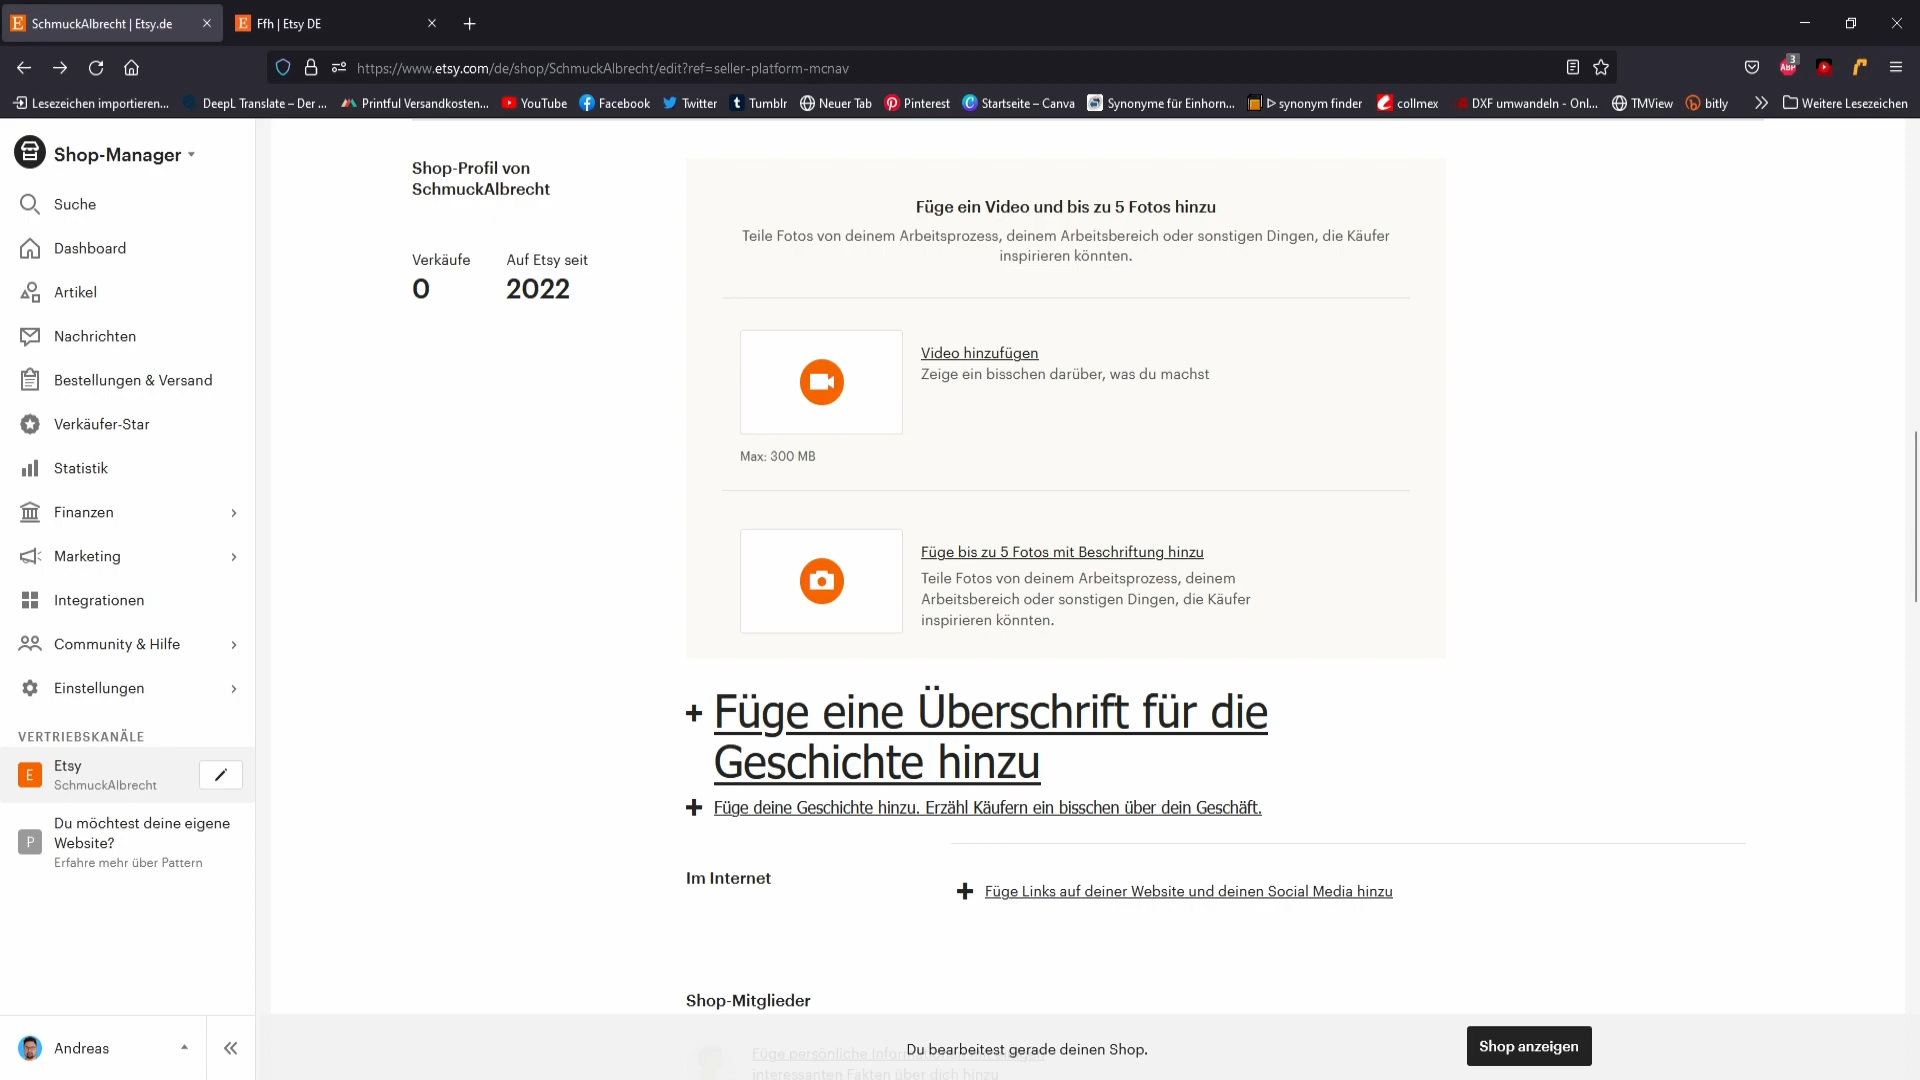 SchmuckAlbrecht | Etsy.de
Ffh | Etsy DE
https://www.etsy.com/de/shop/SchmuckAlbrecht/edit?ref=seller-platform-mcnav
3
ABP
Lesezeichen importieren...
DeepL Translate – Der ...
Printful Versandkosten...
YouTube
Facebook
Twitter
Tumblr
Neuer Tab
Pinterest
Startseite – Canva
Synonyme für Einhorn...
ᐅ synonym finder
collmex
DXF umwandeln - Onl...
TMView
bitly
Weitere Lesezeichen
Shop-Manager
Suche
Dashboard
Artikel
Nachrichten
Bestellungen & Versand
Verkäufer-Star
Statistik
Finanzen
Marketing
Integrationen
Community & Hilfe
Einstellungen
VERTRIEBSKANÄLE
E
Etsy
SchmuckAlbrecht
P
Du möchtest deine eigene
Website?
Erfahre mehr über Pattern
Andreas
Shop-Profil von
SchmuckAlbrecht
Verkäufe
0
Auf Etsy seit
2022
Füge ein Video und bis zu 5 Fotos hinzu
Teile Fotos von deinem Arbeitsprozess, deinem Arbeitsbereich oder sonstigen Dingen, die Käufer
inspirieren könnten.
Video hinzufügen
Zeige ein bisschen darüber, was du machst
Max: 300 MB
Füge bis zu 5 Fotos mit Beschriftung hinzu
Teile Fotos von deinem Arbeitsprozess, deinem
Arbeitsbereich oder sonstigen Dingen, die Käufer
inspirieren könnten.
+ Füge eine Überschrift für die
Geschichte hinzu
+ Füge deine Geschichte hinzu. Erzähl Käufern ein bisschen über dein Geschäft.
Im Internet
+ Füge Links auf deiner Website und deinen Social Media hinzu
Shop-Mitglieder
Füge persönliche
interessanten Fakten über dich hinzu
Du bearbeitest gerade deinen Shop.
Shop anzeigen